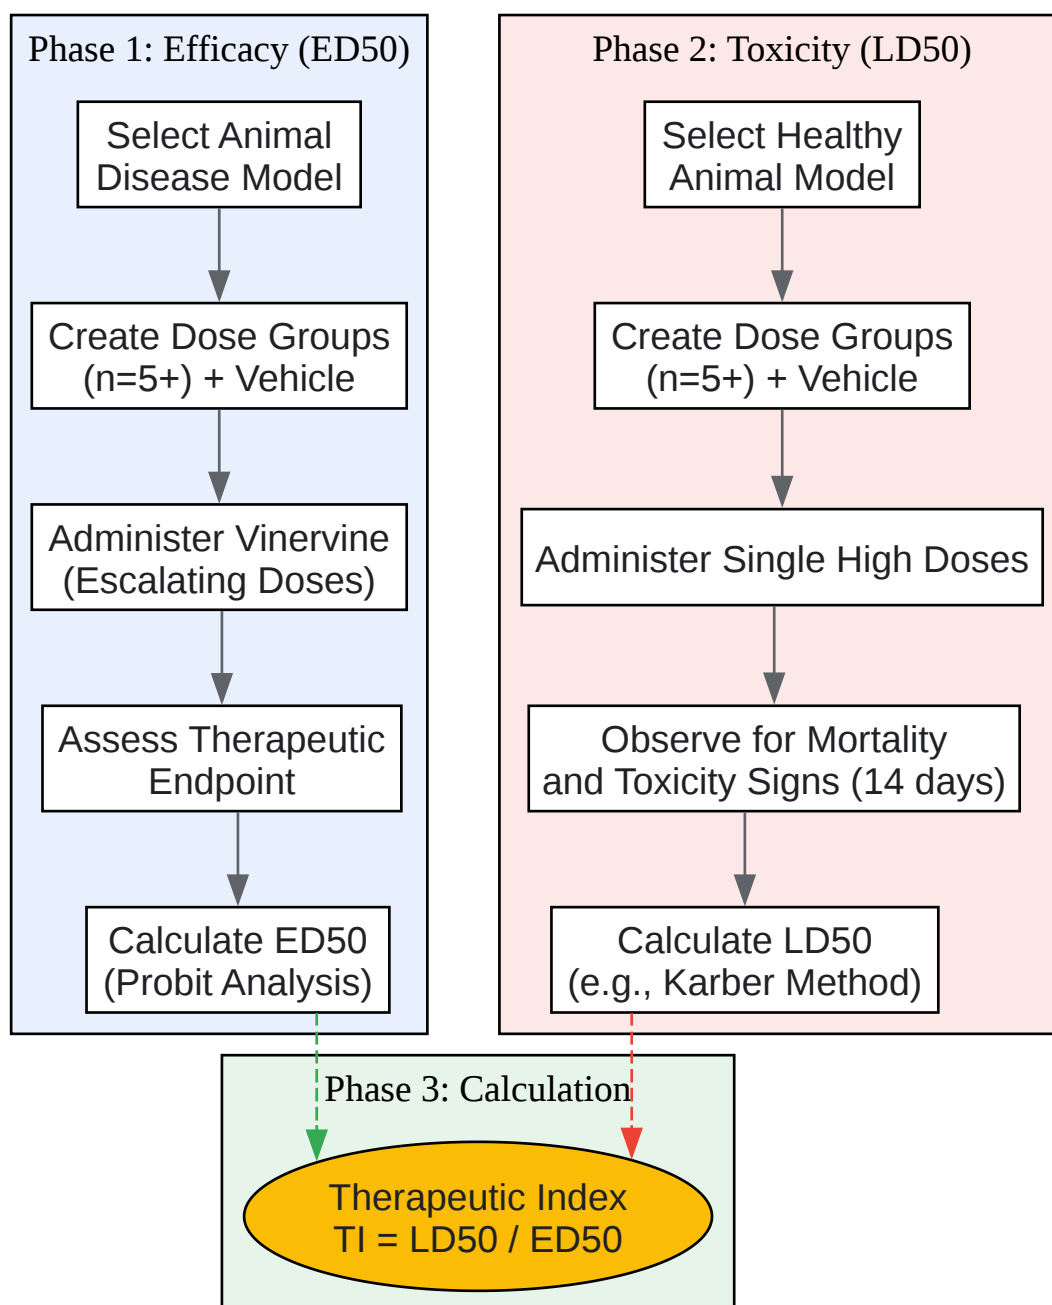 Phase 1: Efficacy (ED50)
Select Animal
Disease Model
Create Dose Groups
(n=5+) + Vehicle
Administer Vinervine
(Escalating Doses)
Assess Therapeutic
Endpoint
Calculate ED50
(Probit Analysis)
Phase 2: Toxicity (LD50)
Select Healthy
Animal Model
Create Dose Groups
(n=5+) + Vehicle
Administer Single High Doses
Observe for Mortality
and Toxicity Signs (14 days)
Calculate LD50
(e.g., Karber Method)
Phase 3: Calculation
Therapeutic Index
TI = LD50 / ED50